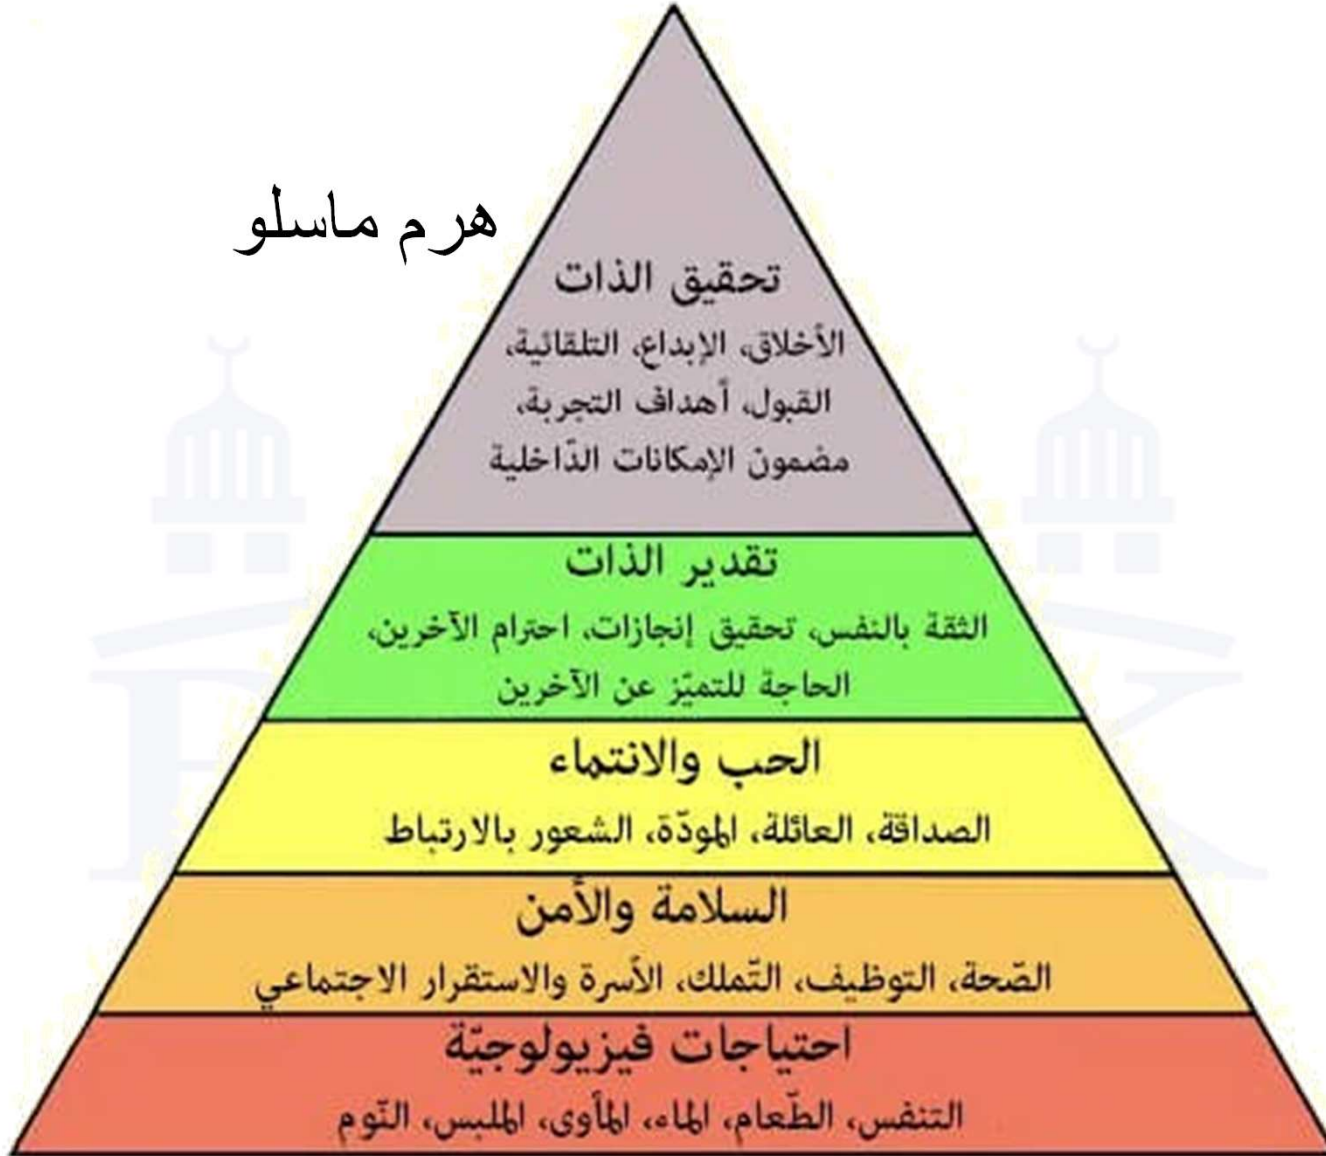 هرم ماسلو
تحقيق الذات
الأخلاق، الإبداع، التلقائية،
القبول، أهداف التجربة،
مضمون الإمكانات الدّاخلية
تقدير الذات
الثقة بالنفس، تحقيق إنجازات، احترام الآخرين،
الحاجة للتميّز عن الآخرين
الحب والانتماء
الصداقة، العائلة، المودّة، الشعور بالارتباط
السلامة والأمن
الصّحة، التوظيف، التّملك، الأسرة والاستقرار الاجتماعي
احتياجات فيزيولوجيّة
التنفس، الطّعام، الماء، المأوى، الملبس، النّوم